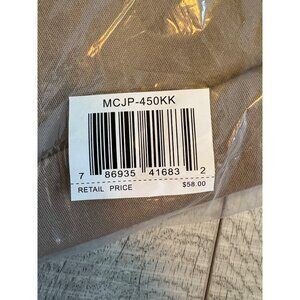 MCJP-450KK
7 86935 41683 2
RETAIL PRICE $58.00